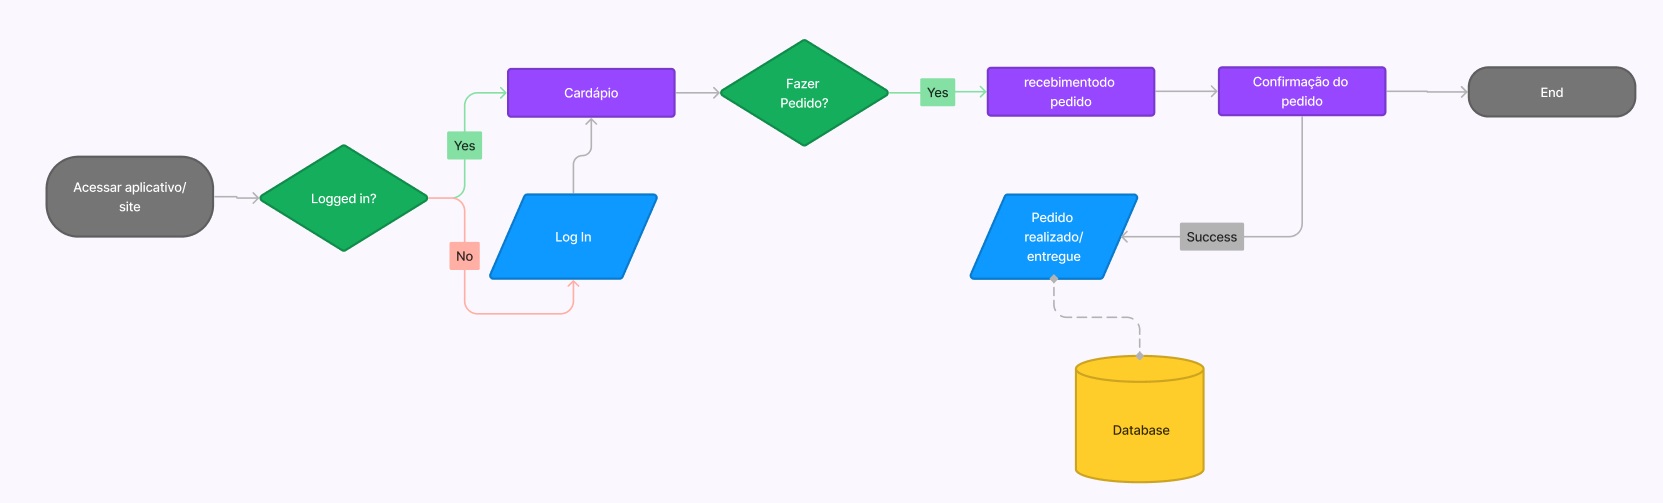 Acessar aplicativo/
site
Logged in?
Yes
No
Cardápio
Log In
Fazer
Pedido?
Yes
recebimentodo
pedido
Confirmação do
pedido
End
Success
Pedido
realizado/
entregue
Database